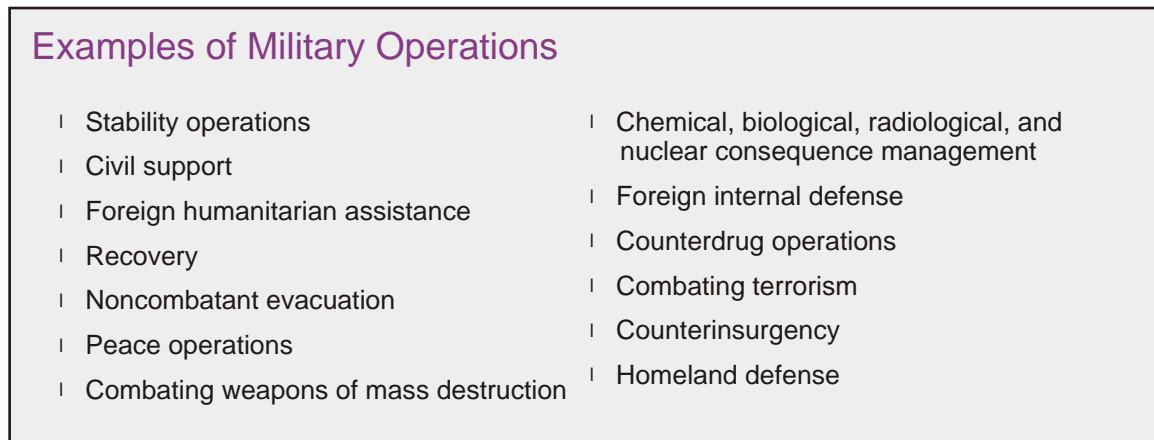 Examples of Military Operations
l Stability operations
l Civil support
l Foreign humanitarian assistance
l Recovery
l Noncombatant evacuation
l Peace operations
l Combating weapons of mass destruction
l Chemical, biological, radiological, and
nuclear consequence management
l Foreign internal defense
l Counterdrug operations
l Combating terrorism
l Counterinsurgency
l Homeland defense